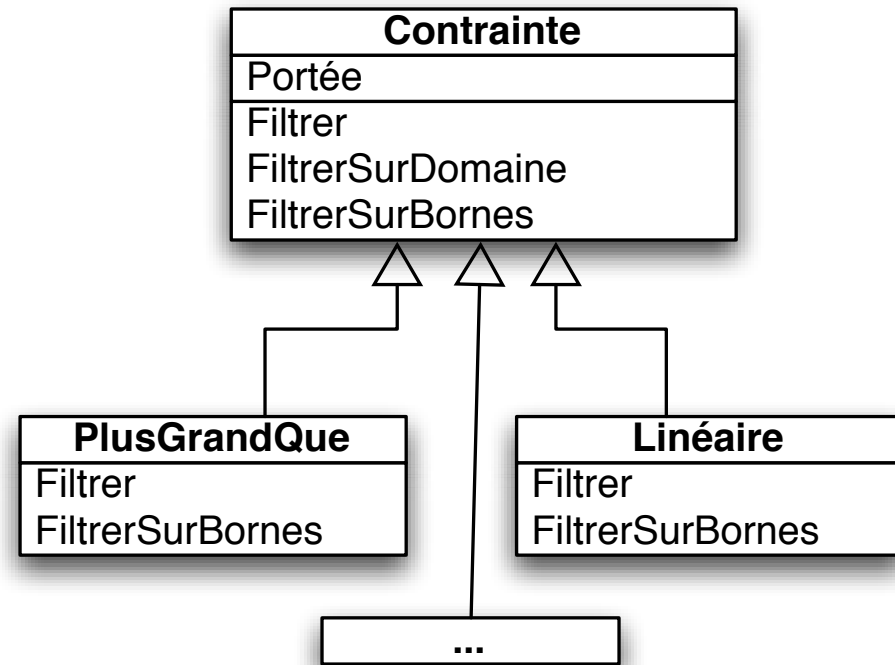 Contrainte
Portée
Filtrer
FiltrerSurDomaine
FiltrerSurBornes
PlusGrandQue
Filtrer
FiltrerSurBornes
Linéaire
Filtrer
FiltrerSurBornes
...